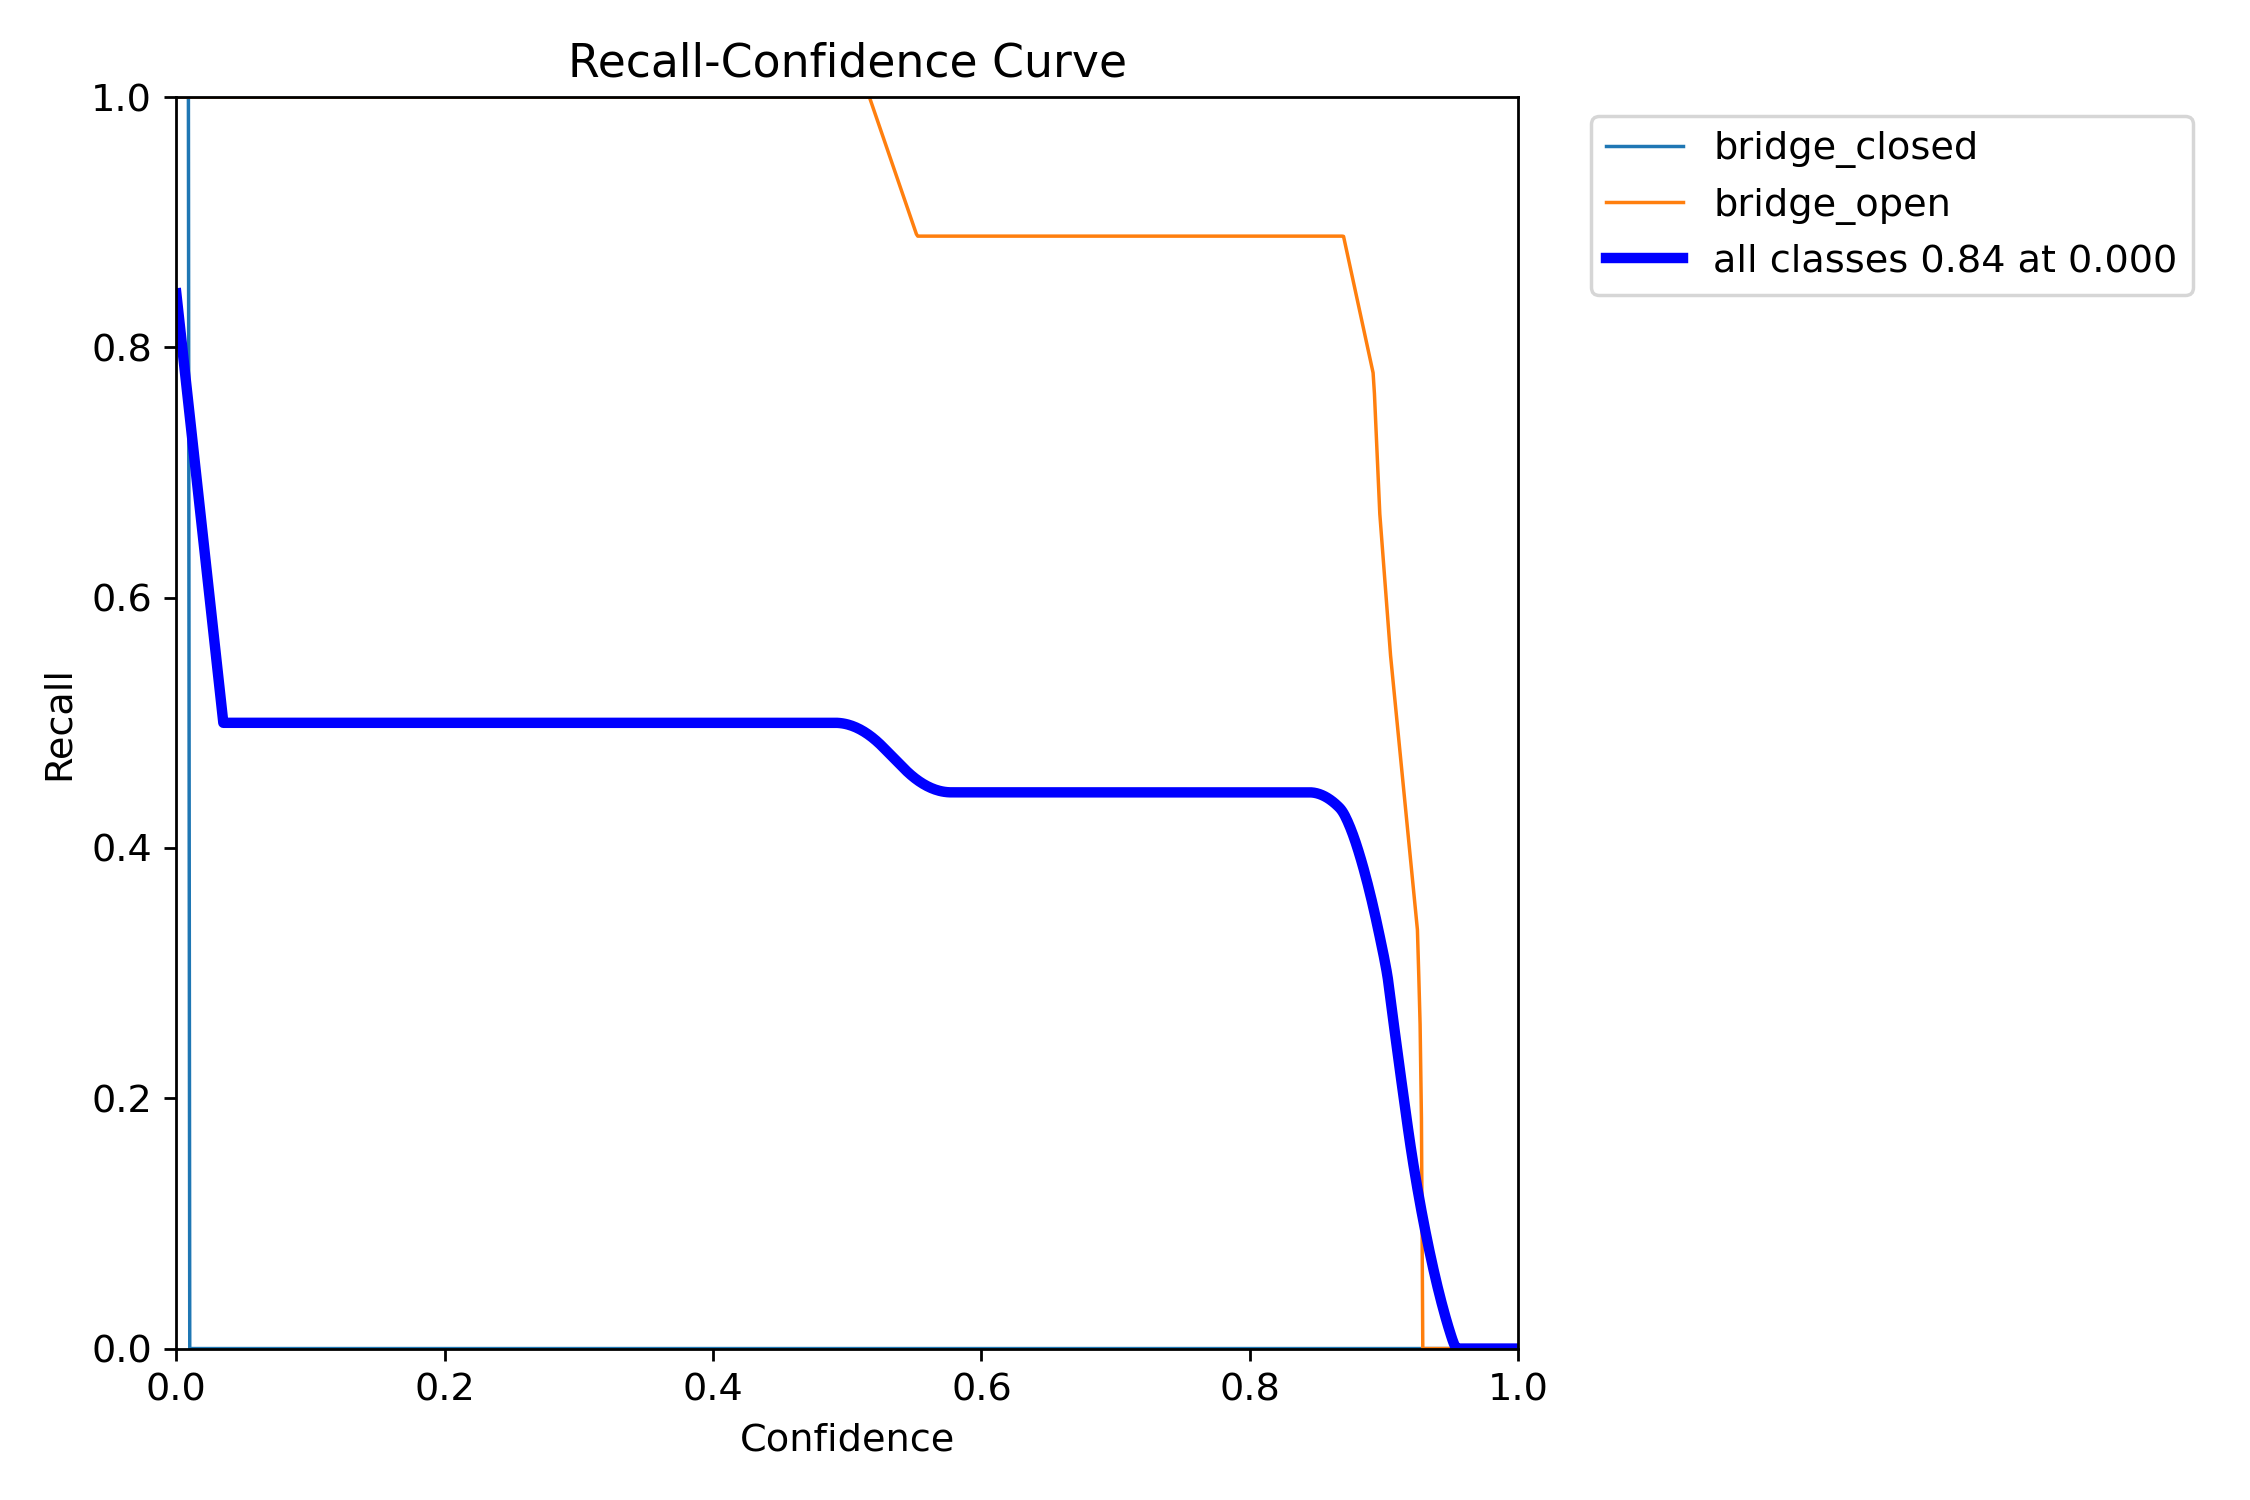 Recall-Confidence Curve
bridge_closed
bridge_open
all classes 0.84 at 0.000
1.0
0.8
0.6
0.4
0.2
0.0
Recall
0.0 0.2 0.4 0.6 0.8 1.0
Confidence